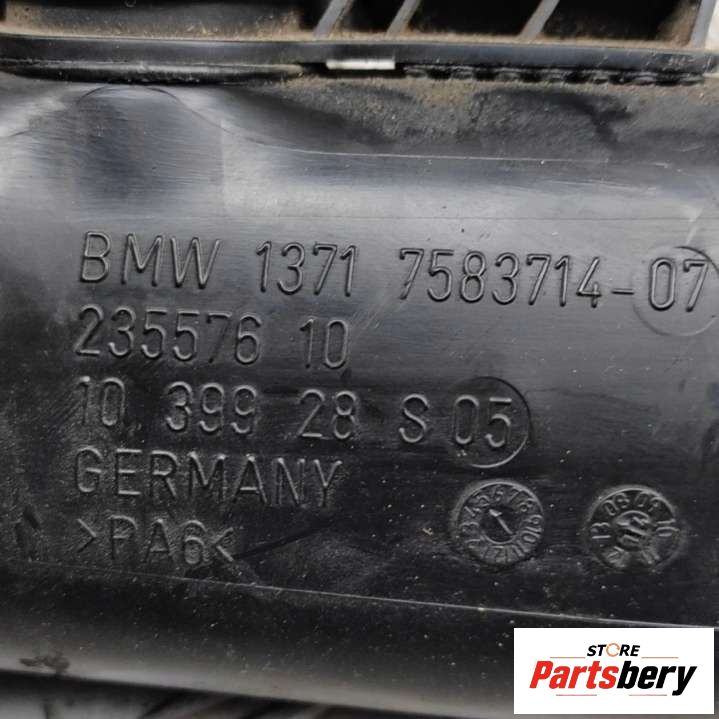 BMW 1371 7583714-07
235576 10
10 399 28 S 05
GERMANY
>PA6<
STORE
Partsbery